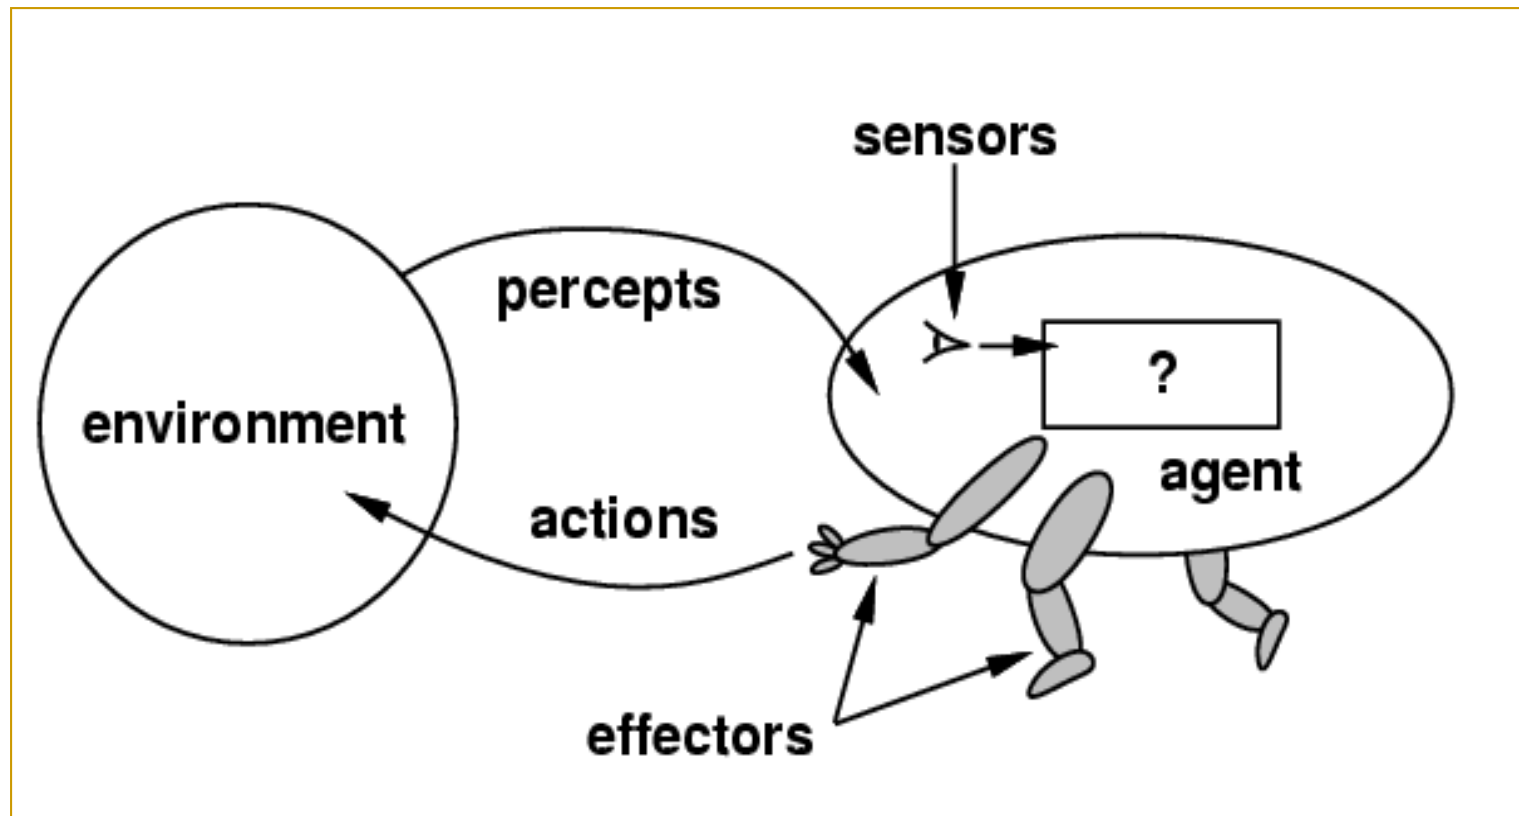 sensors
percepts
?
environment
agent
actions
effectors